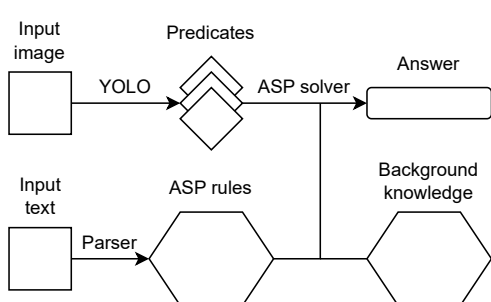 Input
image
Predicates
YOLO
ASP solver
Answer
Input
text
ASP rules
Parser
Background
knowledge